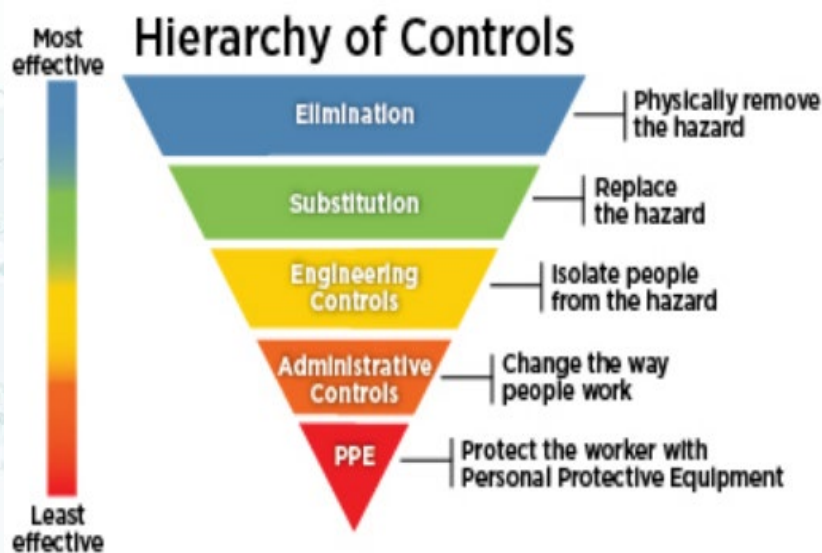 Hierarchy of Controls
Most
effective
Elimination
Physically remove
the hazard
Substitution
Replace
the hazard
Engineering
Controls
Isolate people
from the hazard
Administrative
Controls
Change the way
people work
PPE
Protect the worker with
Personal Protective Equipment
Least
effective